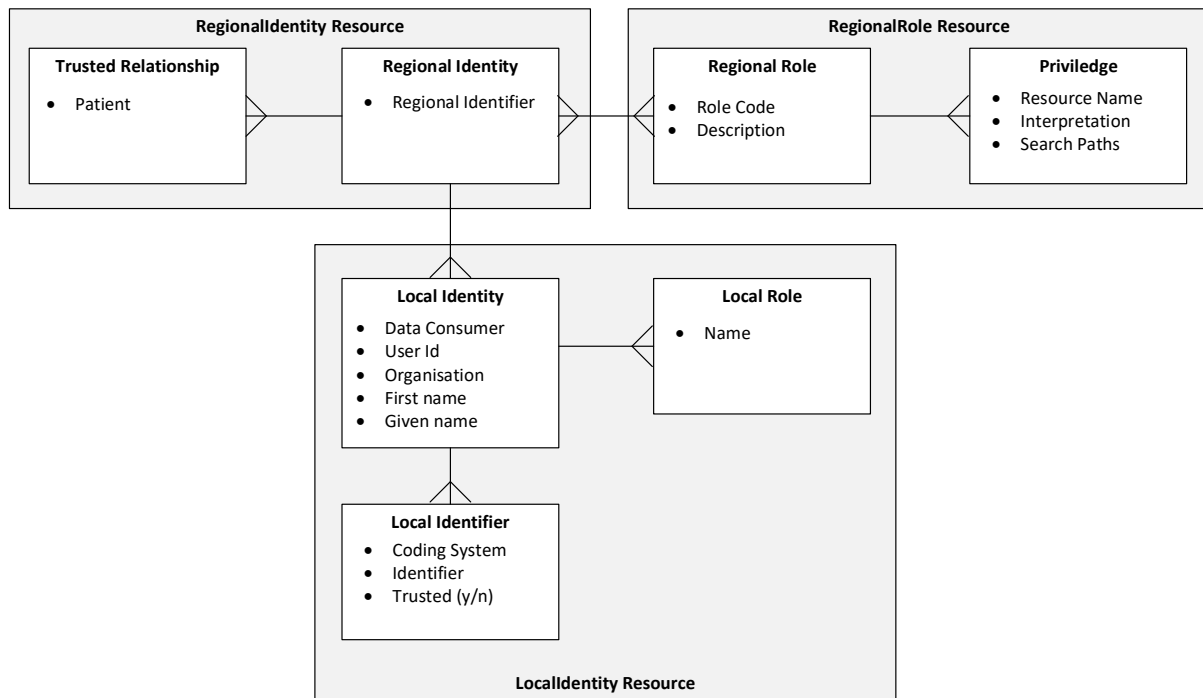 RegionalIdentity Resource
Trusted Relationship
• Patient
Regional Identity
• Regional Identifier
RegionalRole Resource
Regional Role
• Role Code
• Description
Priviledge
• Resource Name
• Interpretation
• Search Paths
Local Identity
• Data Consumer
• User Id
• Organisation
• First name
• Given name
Local Role
• Name
Local Identifier
• Coding System
• Identifier
• Trusted (y/n)
LocalIdentity Resource